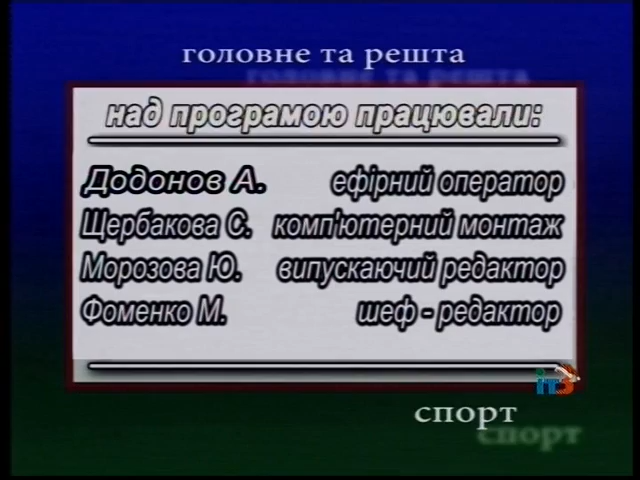 головне та решта
над програмою працювали:
Додонов А. ефірний оператор
Щербакова С. комп'ютерний монтаж
Морозова Ю. випускаючий редактор
Фоменко М. шеф - редактор
спорт